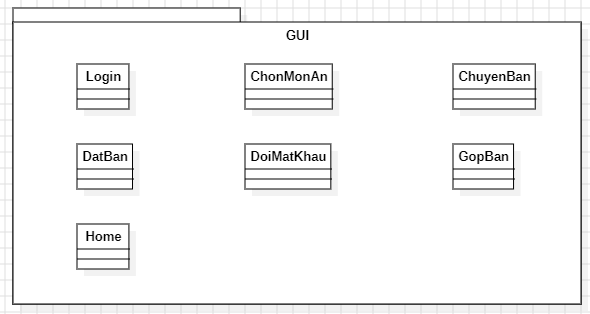 GUI
Login
ChonMonAn
ChuyenBan
DatBan
DoiMatKhau
GopBan
Home